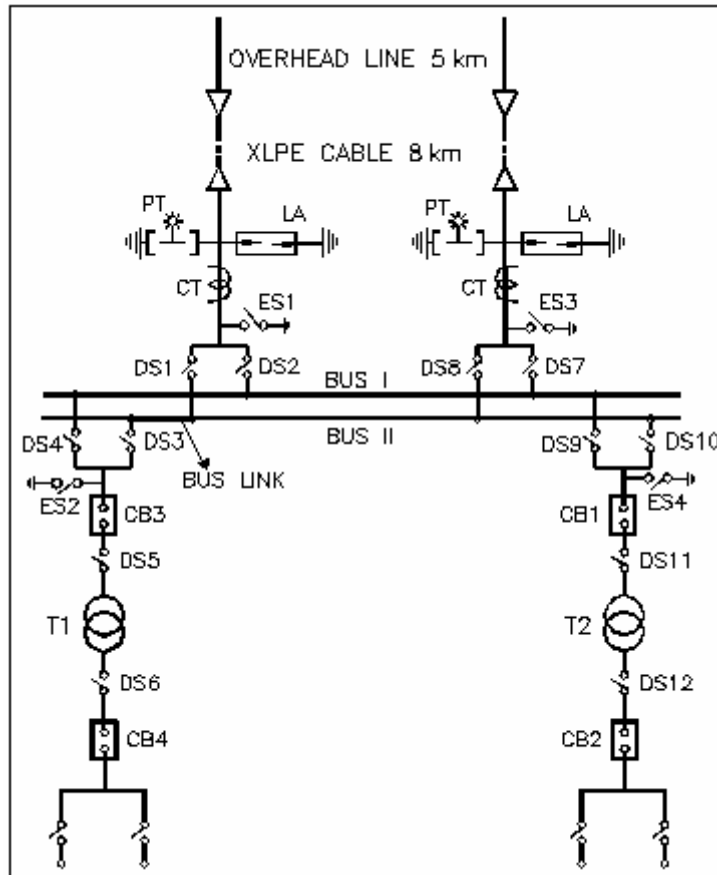 OVERHEAD LINE 5 km
XLPE CABLE 8 km
PT
LA
PT
LA
CT
ES1
CT
ES3
DS1
DS2
DS8
DS7
BUS I
BUS II
DS4
DS3
DS9
DS10
BUS LINK
ES2
CB3
CB1
ES4
DS5
DS11
T1
T2
DS6
DS12
CB4
CB2